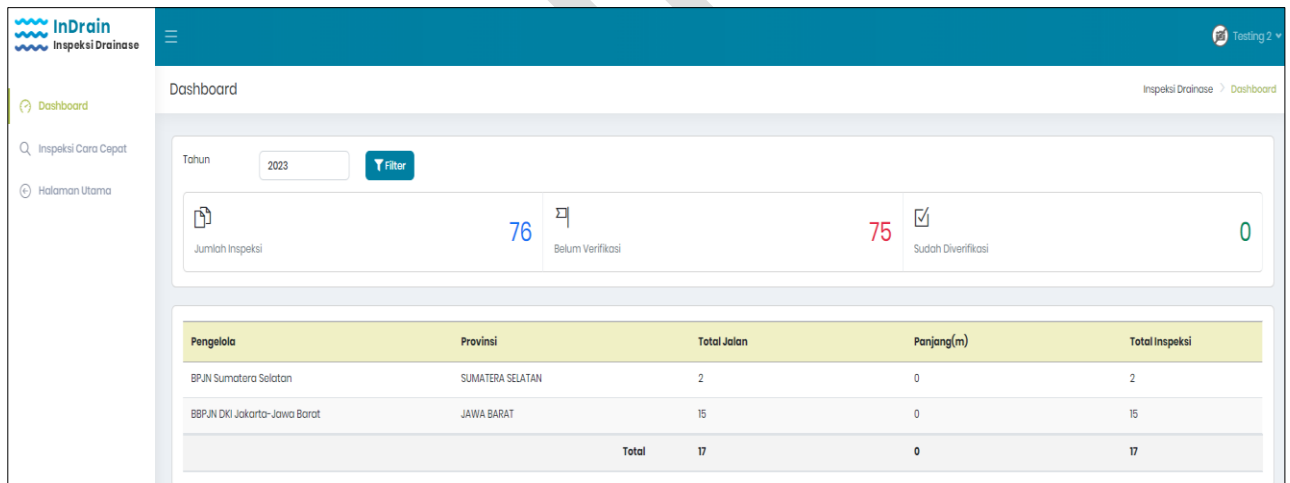 InDrain
Inspeksi Drainase
Testing 2
Dashboard
Inspeksi Drainase > Dashboard
Dashboard
Inspeksi Cara Cepat
Halaman Utama
Tahun 2023 Filter
76 75 0
Jumlah Inspeksi Belum Verifikasi Sudah Diverifikasi
Pengelola Provinsi Total Jalan Panjang(m) Total Inspeksi
BPJN Sumatera Selatan SUMATERA SELATAN 2 0 2
BBPJN DKI Jakarta-Jawa Barat JAWA BARAT 15 0 15
Total 17 0 17